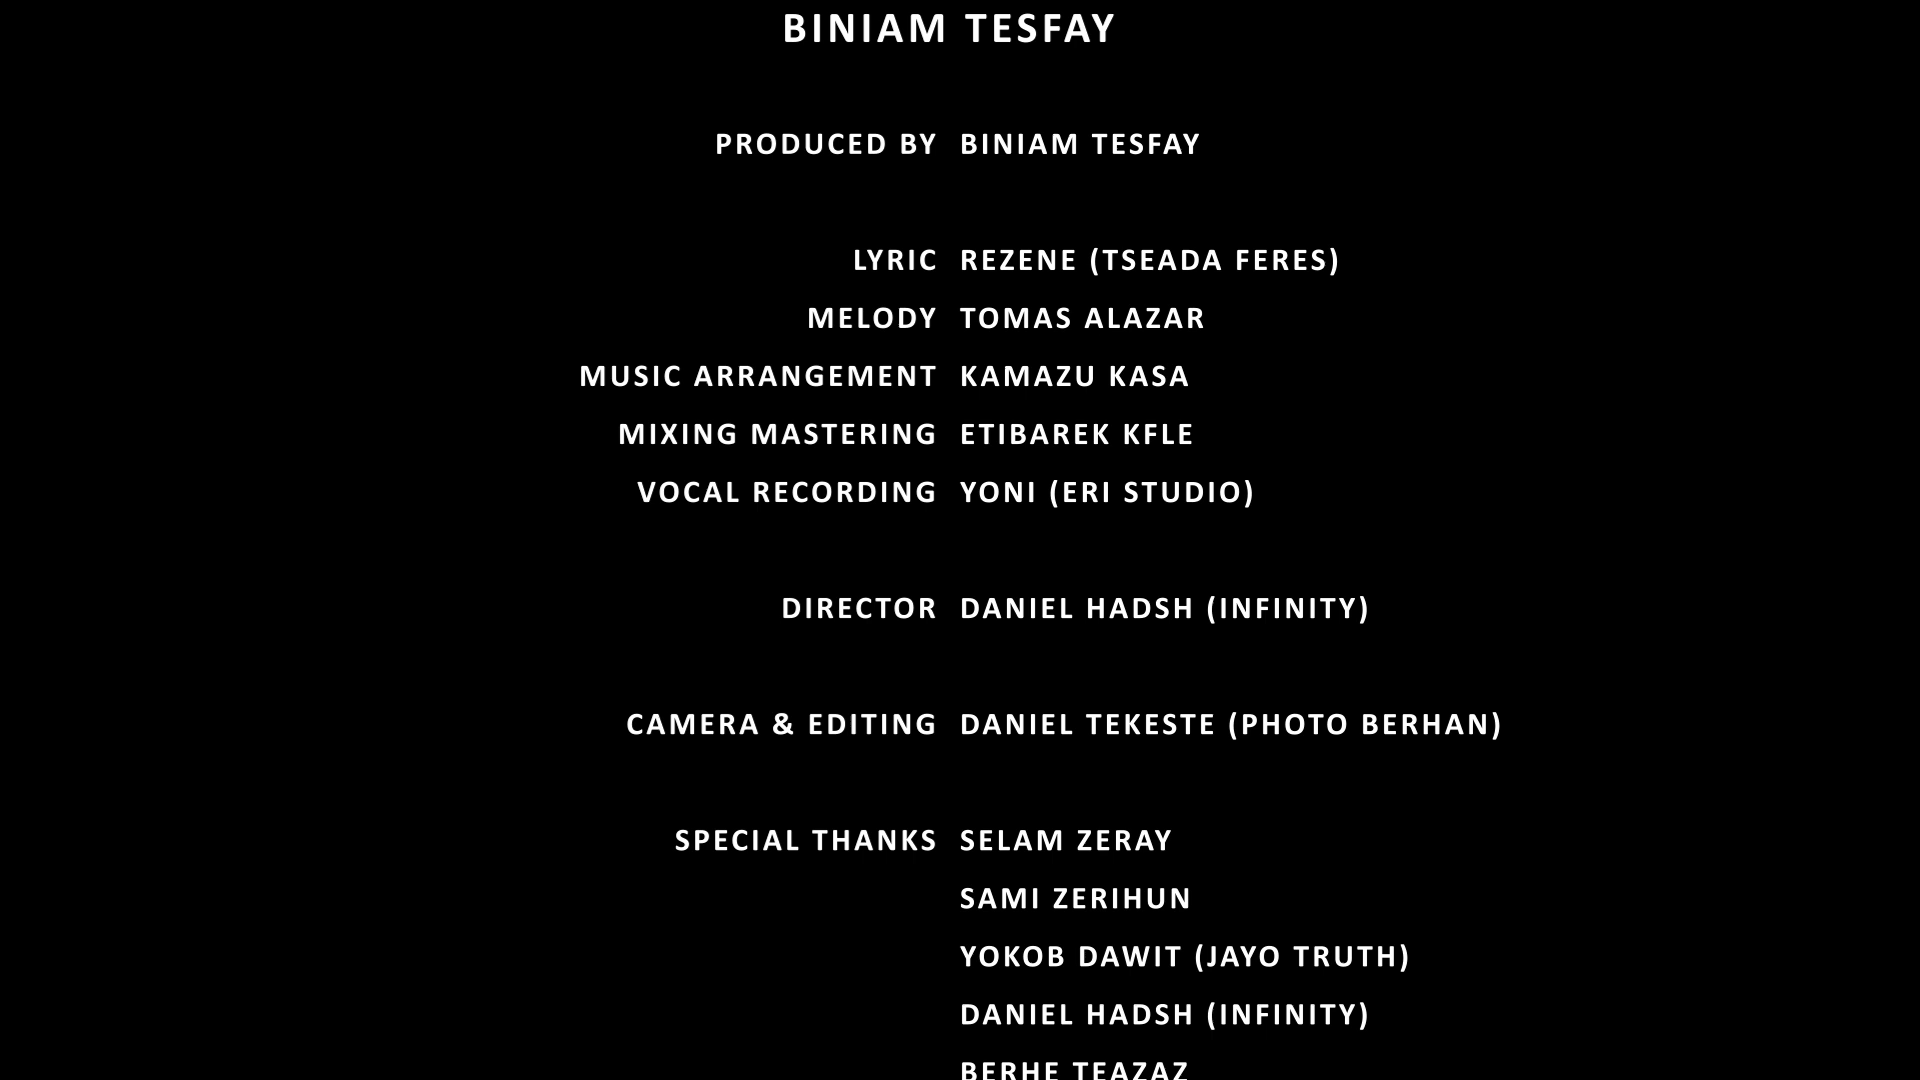 BINIAM TESFAY
PRODUCED BY BINIAM TESFAY
LYRIC REZENE (TSEADA FERES)
MELODY TOMAS ALAZAR
MUSIC ARRANGEMENT KAMAZU KASA
MIXING MASTERING ETIBAREK KFLE
VOCAL RECORDING YONI (ERI STUDIO)
DIRECTOR DANIEL HADSH (INFINITY)
CAMERA & EDITING DANIEL TEKESTE (PHOTO BERHAN)
SPECIAL THANKS SELAM ZERAY
SAMI ZERIHUN
YOKOB DAWIT (JAYO TRUTH)
DANIEL HADSH (INFINITY)
BERHE TEAZAZ